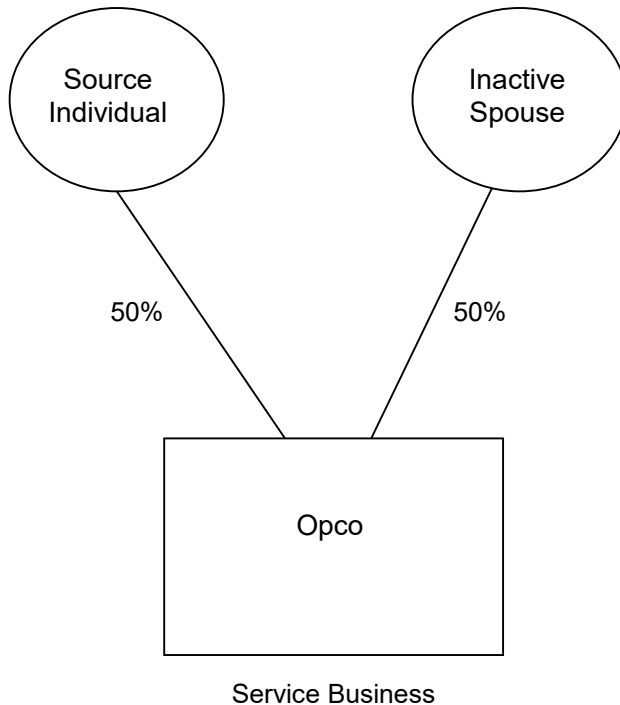 Source
Individual
Inactive
Spouse
50%
50%
Opco
Service Business